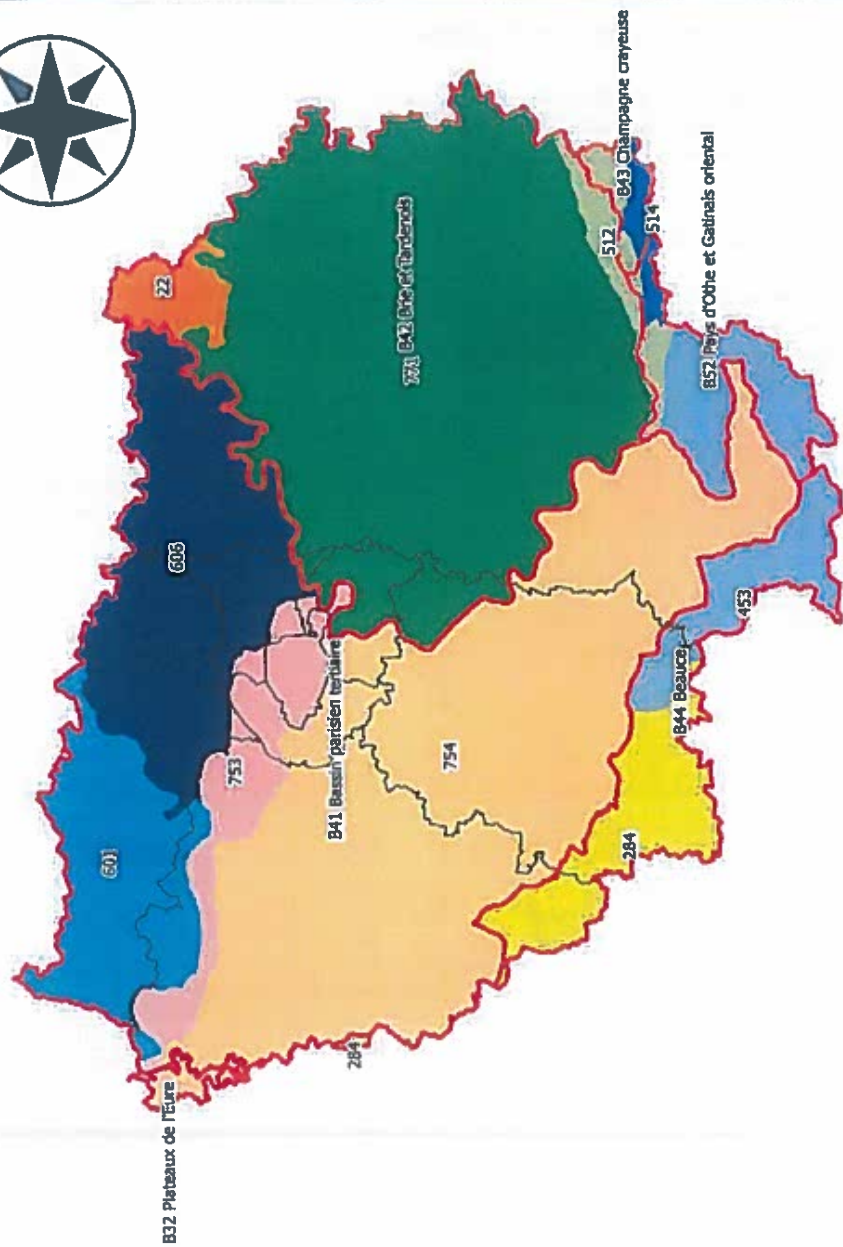 22
606
601
771 B42 Brie et Tardenois
B43 Champagne crayeuse
512
514
753
B41 Bassin parisien tertiaire
754
B52 Pays d'Othe et Gatinais oriental
453
B44 Beauce
284
284
B32 Plateaux de l'Eure